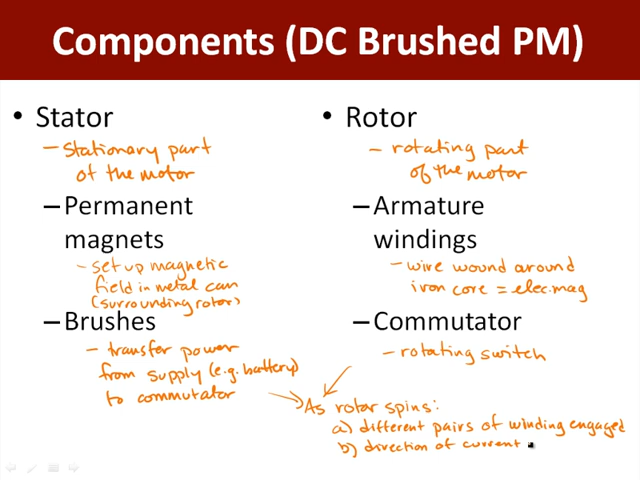 Components (DC Brushed PM)
• Stator
- Stationary part
of the motor
–Permanent
magnets
- set up magnetic
field in metal can
(surrounding rotor)
–Brushes
- transfer power
from supply (e.g. battery)
to commutator
• Rotor
- rotating part
of the motor
–Armature
windings
- wire wound around
iron core = elec.mag
–Commutator
- rotating switch
As rotor spins:
a) different pairs of winding engaged
b) direction of current